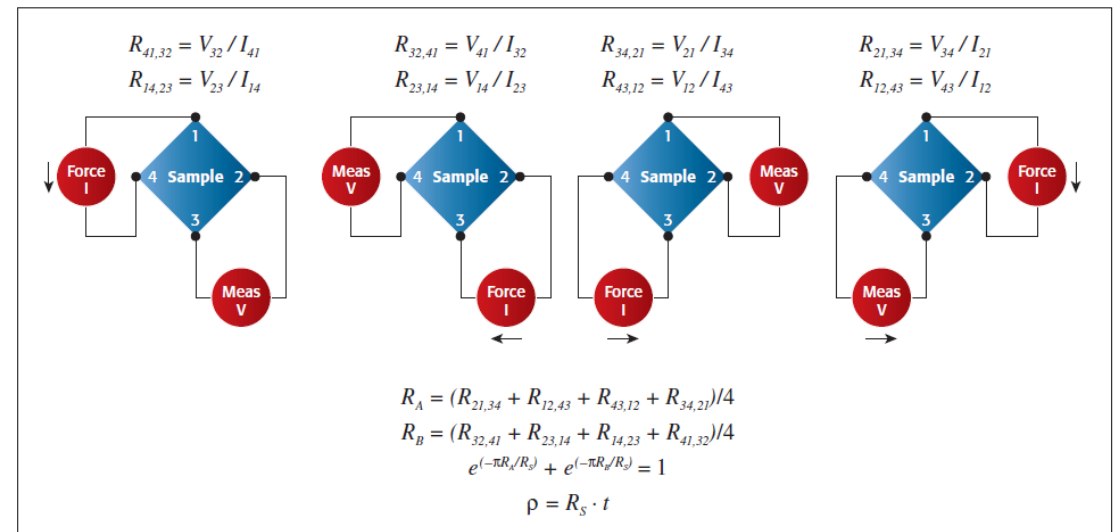 R41,32 = V32 / I41
R14,23 = V23 / I14
R32,41 = V41 / I32
R23,14 = V14 / I23
R34,21 = V21 / I34
R43,12 = V12 / I43
R21,34 = V34 / I21
R12,43 = V43 / I12
1
Force
I
4 Sample 2
3
Meas
V
1
Meas
V
4 Sample 2
3
Force
I
1
4 Sample 2
Meas
V
3
Force
I
1
4 Sample 2
Force
I
3
Meas
V
RA = (R21,34 + R12,43 + R43,12 + R34,21)/4
RB = (R32,41 + R23,14 + R14,23 + R41,32)/4
e(−πRA/RS) + e(−πRB/RS) = 1
ρ = RS · t